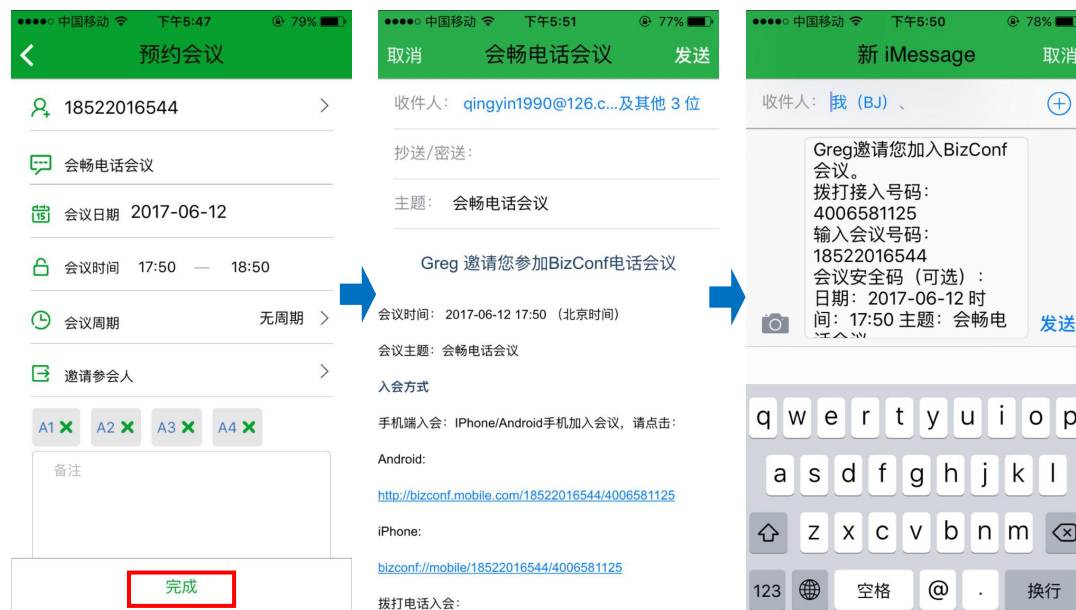 中国移动 下午5:47 79%
预约会议
18522016544
会畅电话会议
15 会议日期 2017-06-12
会议时间 17:50 — 18:50
会议周期 无周期
邀请参会人
A1 A2 A3 A4
备注
完成
中国移动 下午5:51 77%
取消 会畅电话会议 发送
收件人: qingyin1990@126.c...及其他 3 位
抄送/密送:
主题: 会畅电话会议
Greg 邀请您参加BizConf电话会议
会议时间: 2017-06-12 17:50 (北京时间)
会议主题: 会畅电话会议
入会方式
手机端入会: IPhone/Android手机加入会议, 请点击:
Android:
http://bizconf.mobile.com/18522016544/4006581125
iPhone:
bizconf://mobile/18522016544/4006581125
拨打电话入会:
中国移动 下午5:50 78%
新 iMessage 取消
收件人: 我 (BJ) 、
Greg邀请您加入BizConf
会议。
拨打接入号码:
4006581125
输入会议号码:
18522016544
会议安全码 (可选) :
日期: 2017-06-12 时
间: 17:50 主题: 会畅电
话会议
发送
q w e r t y u i o p
a s d f g h j k l
z x c v b n m
123 空格 @ . 换行